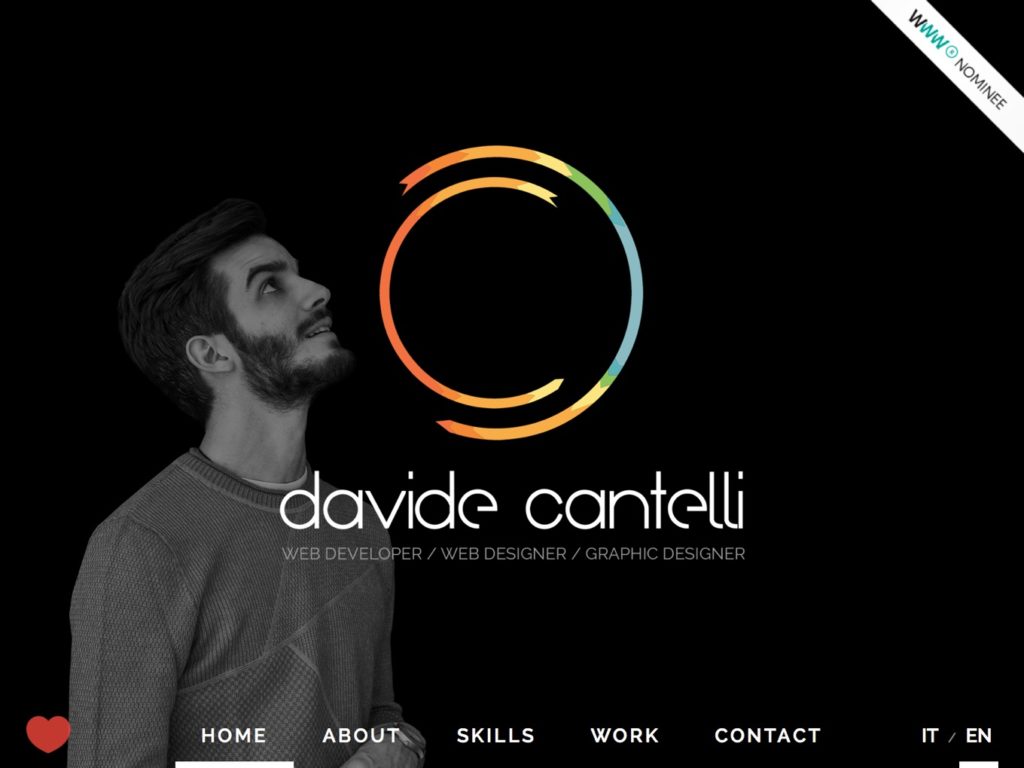 WWW NOMINEE
davide cantelli
WEB DEVELOPER / WEB DESIGNER / GRAPHIC DESIGNER
HOME ABOUT SKILLS WORK CONTACT IT / EN